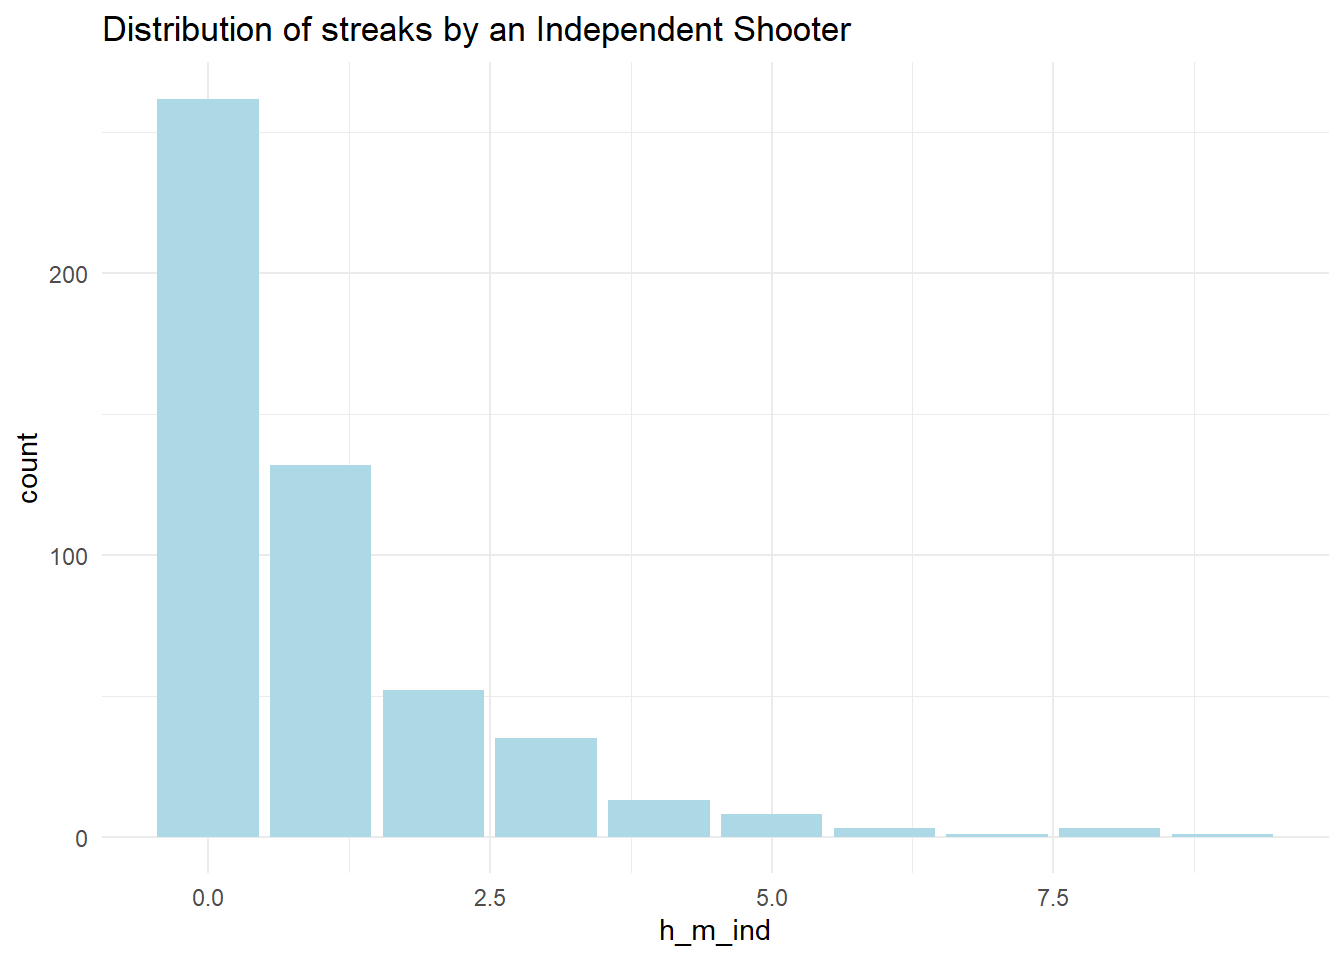 Distribution of streaks by an Independent Shooter
count
200
100
0
0.0 2.5 5.0 7.5
h_m_ind